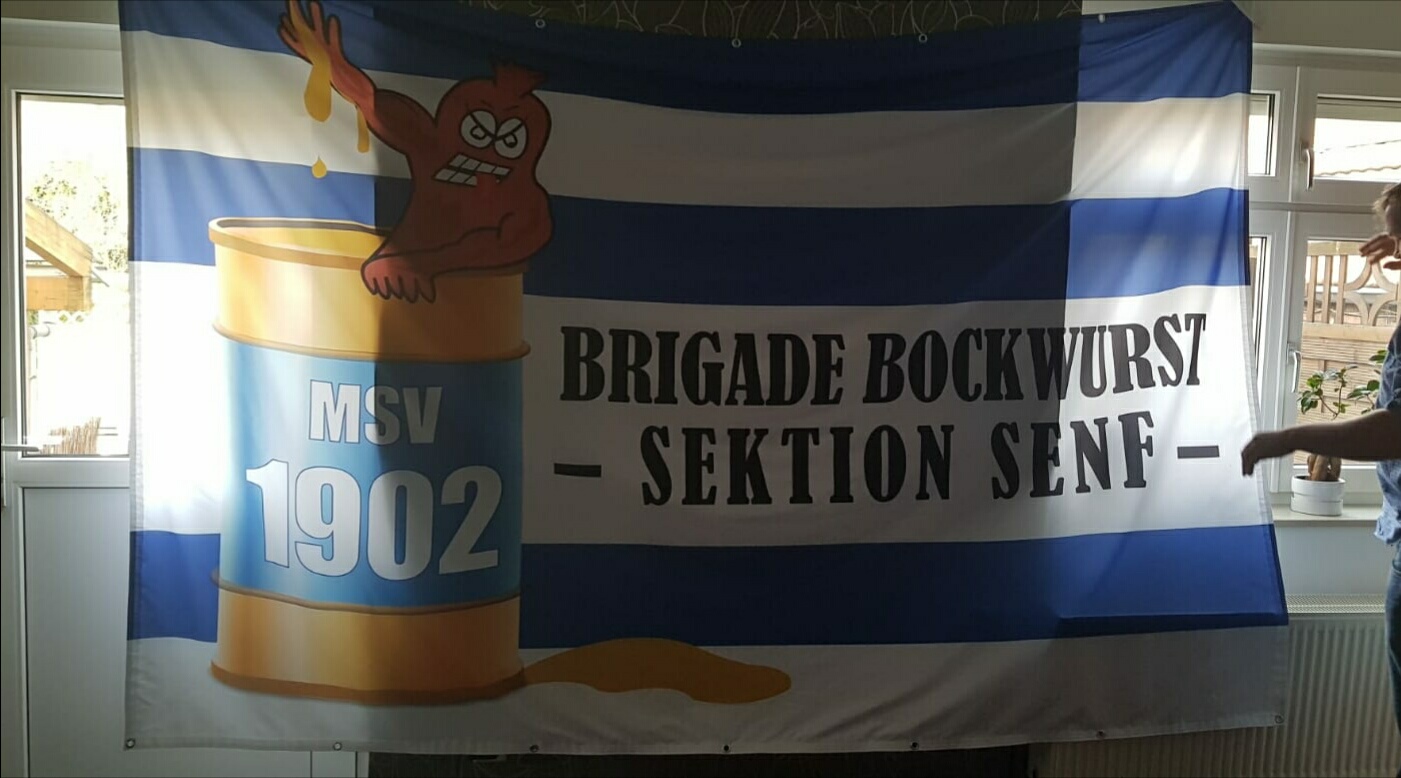 MSV
1902
BRIGADE BOCKWURST
– SEKTION SENF –